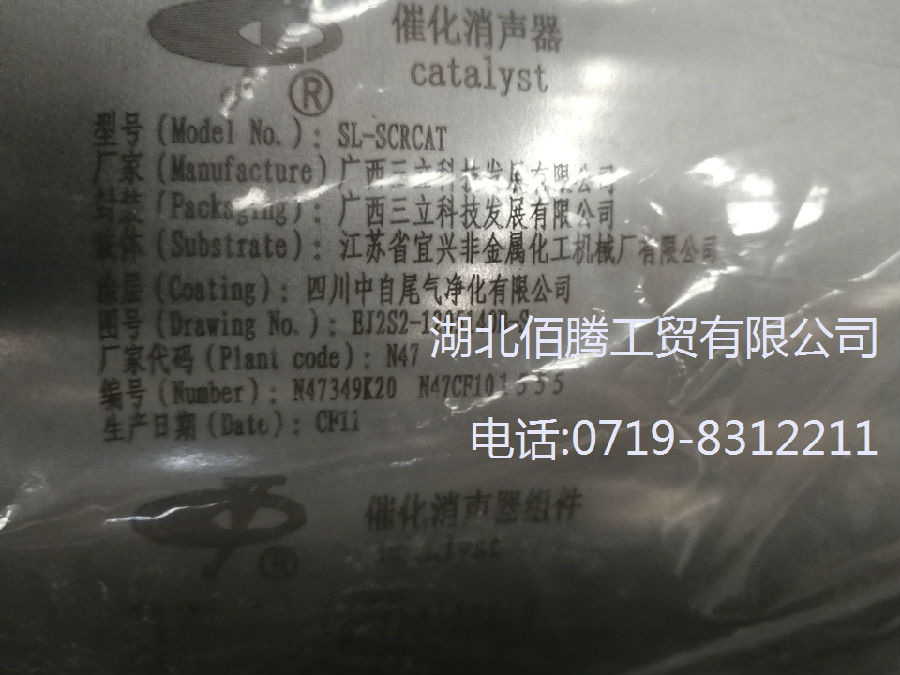 催化消声器
catalyst
®
型号(Model No.): SL-SCRCAT
厂家(Manufacture)广西三立科技发展有限公司
封装(Packaging): 广西三立科技发展有限公司
载体(Substrate): 江苏省宜兴非金属化工机械厂有限公司
涂层(Coating): 四川中自尾气净化有限公司
图号(Drawing No.):
湖北佰腾工贸有限公司
厂家代码(Plant code): N47
编号(Number): N47349K20 N47CF101555
生产日期(Date): CF11
电话:0719-8312211
催化消声器组件
®